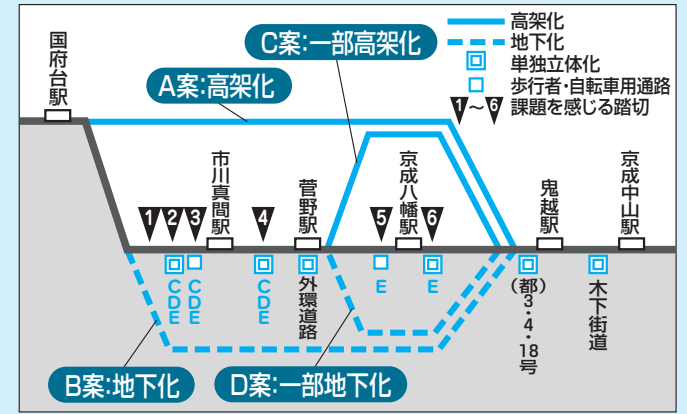 高架化
地下化
単独立体化
歩行者・自転車用通路
1～6 課題を感じる踏切
C案:一部高架化
A案:高架化
国府台駅
市川真間駅
菅野駅
京成八幡駅
鬼越駅
京成中山駅
1
2
3
4
5
6
CDE
CDE
CDE
外環道路
E
E
(都)3・4・18号
木下街道
B案:地下化
D案:一部地下化